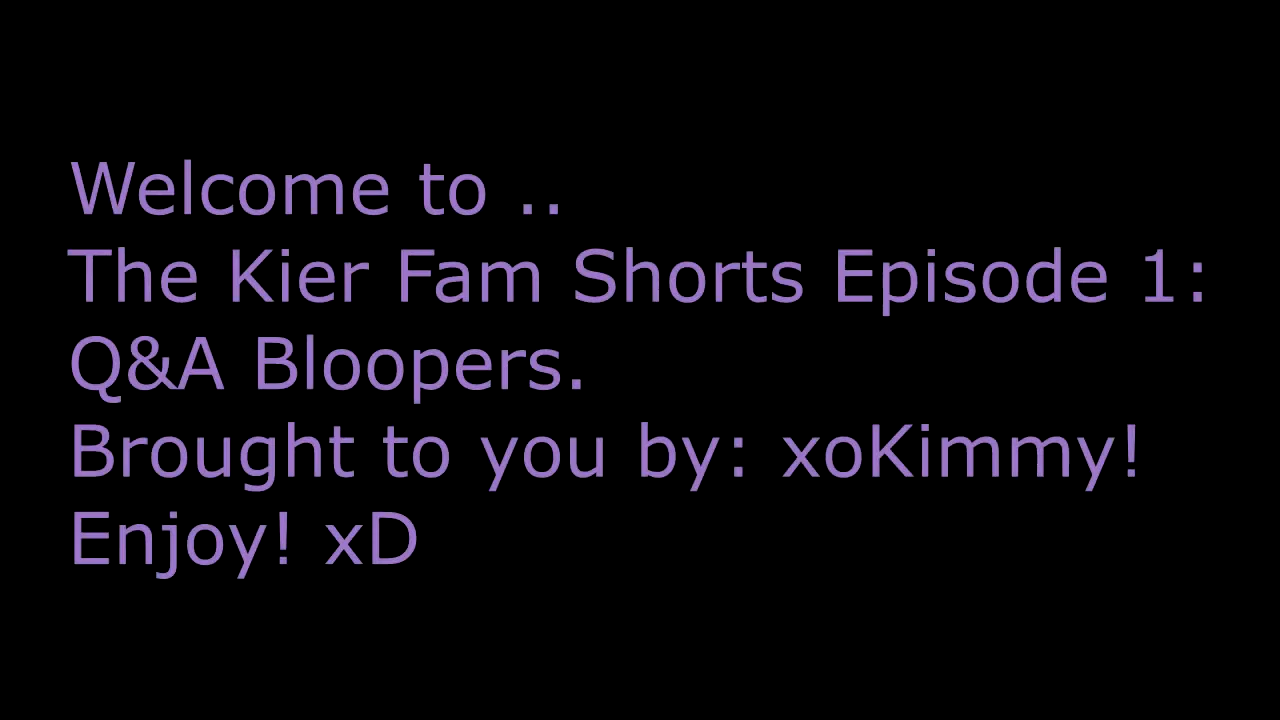 Welcome to ..
The Kier Fam Shorts Episode 1:
Q&A Bloopers.
Brought to you by: xoKimmy!
Enjoy! xD